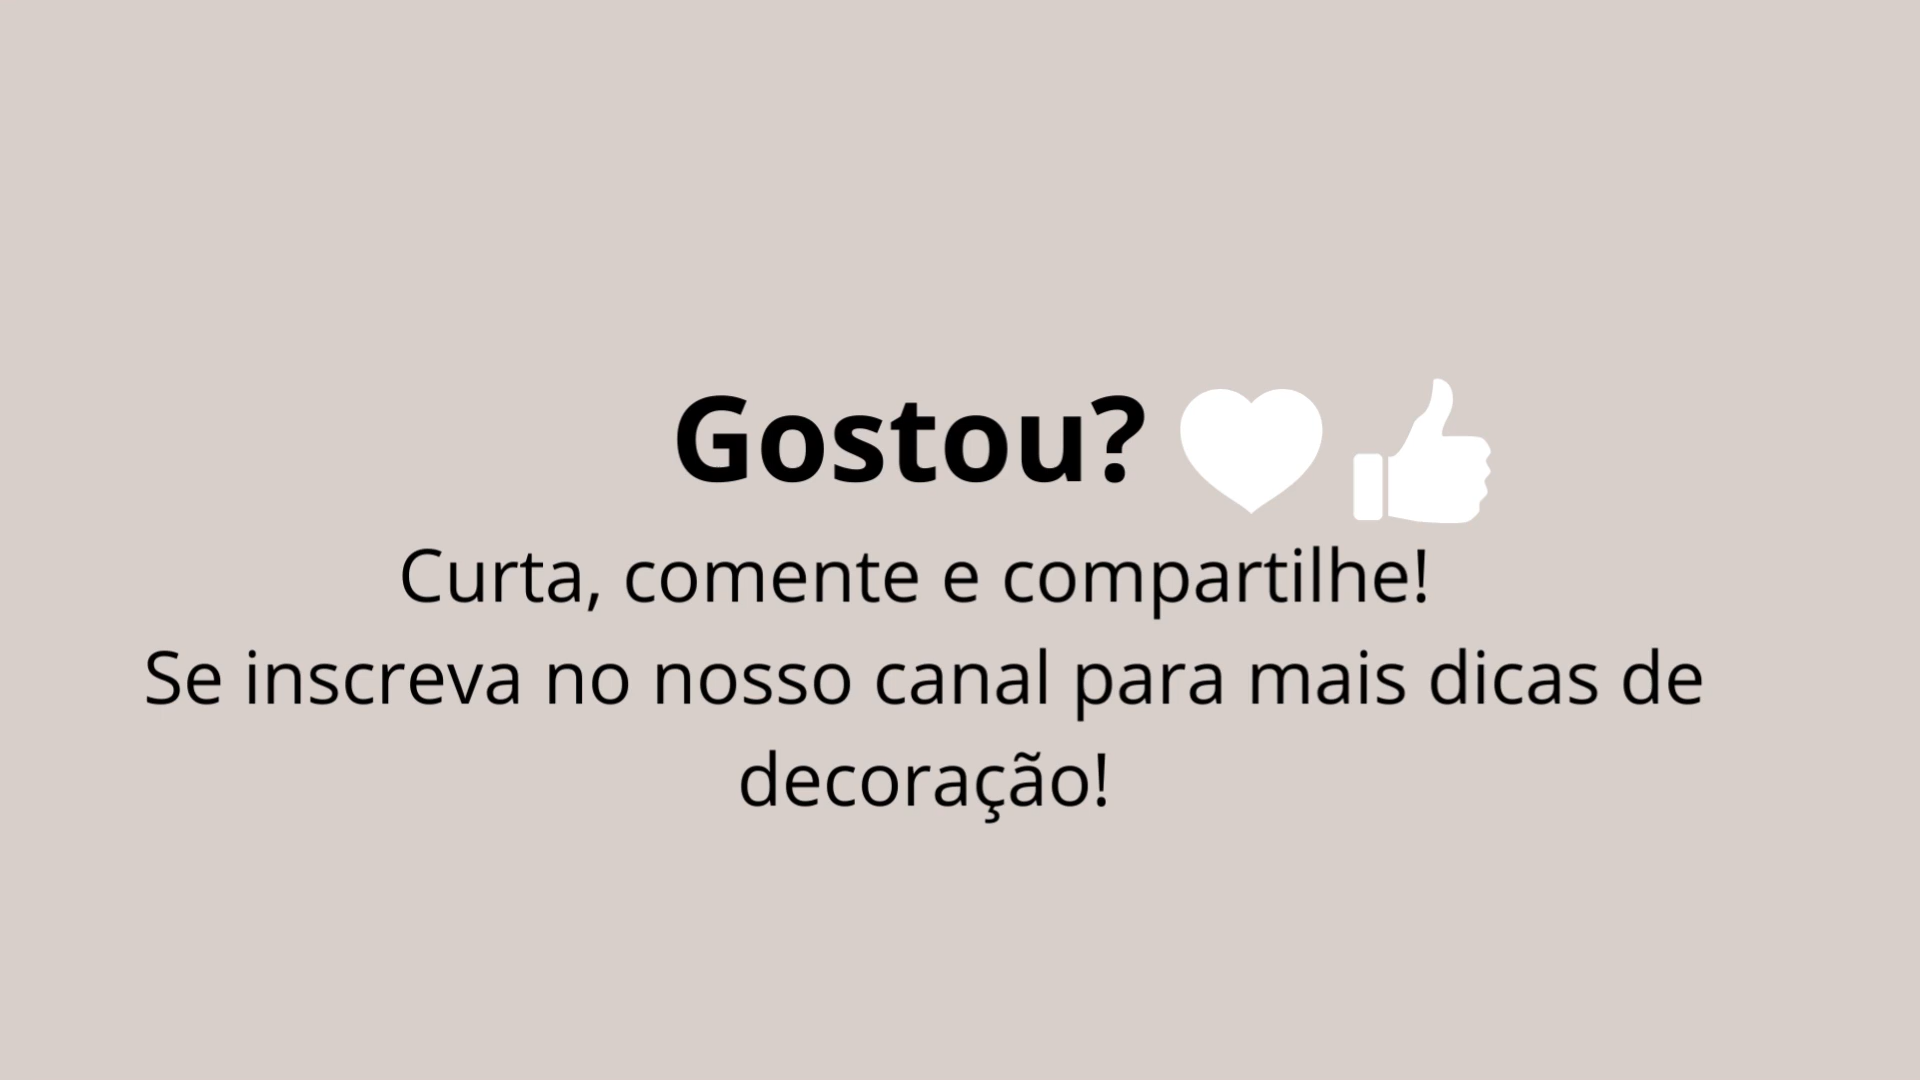 Gostou?
Curta, comente e compartilhe!
Se inscreva no nosso canal para mais dicas de
decoração!